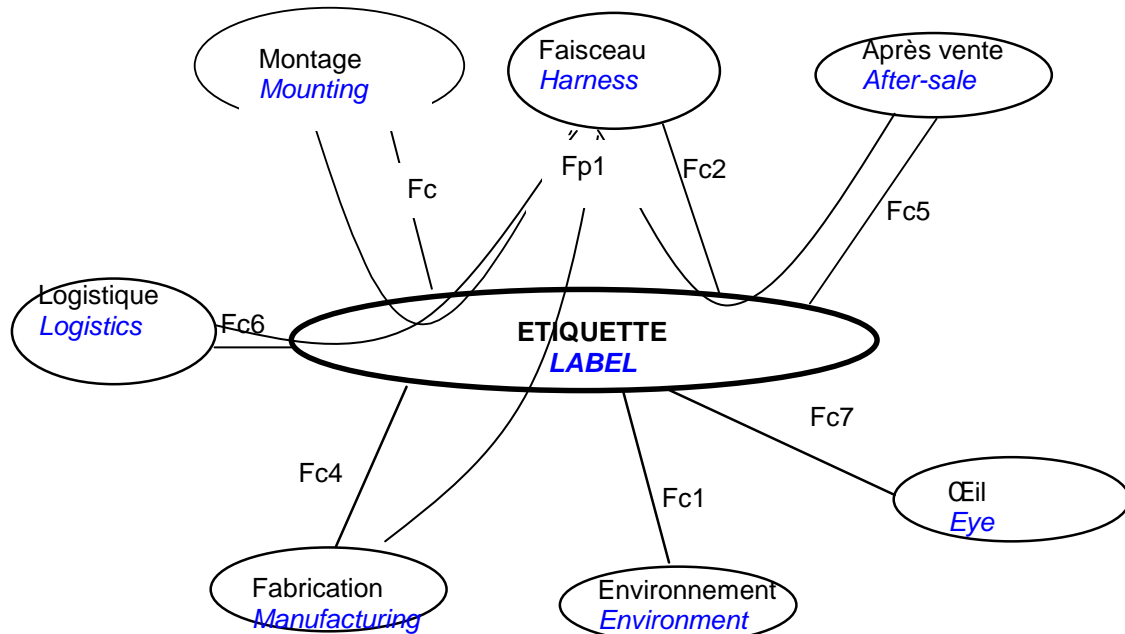 Montage
Mounting
Faisceau
Harness
Après vente
After-sale
Fp1
Fc2
Fc
Fc5
Logistique
Logistics
Fc6
ETIQUETTE
LABEL
Fc7
Fc4
Fc1
Œil
Eye
Fabrication
Manufacturing
Environnement
Environment